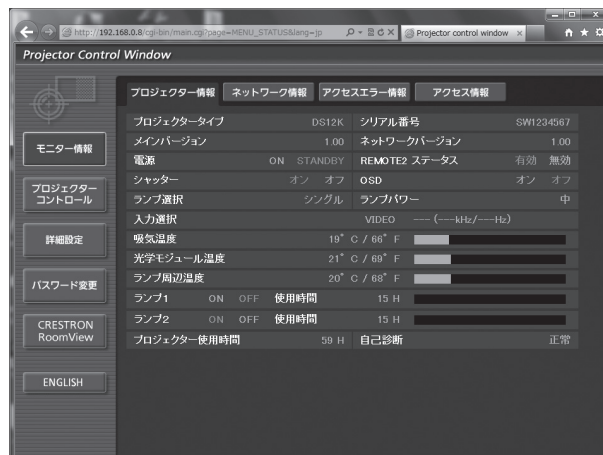 http://192.168.0.8/cgi-bin/main.cgi?page=MENU_STATUS&lang=jp
Projector control window
Projector Control Window
プロジェクター情報 ネットワーク情報 アクセスエラー情報 アクセス情報
モニター情報
プロジェクター
コントロール
詳細設定
パスワード変更
CRESTRON
RoomView
ENGLISH
プロジェクタータイプ DS12K シリアル番号 SW1234567
メインバージョン 1.00 ネットワークバージョン 1.00
電源 ON STANDBY REMOTE2 ステータス 有効 無効
シャッター オン オフ OSD オン オフ
ランプ選択 シングル ランプパワー 中
入力選択 VIDEO --- (---kHz/---Hz)
吸気温度 19° C / 66° F
光学モジュール温度 21° C / 69° F
ランプ周辺温度 20° C / 68° F
ランプ1 ON OFF 使用時間 15 H
ランプ2 ON OFF 使用時間 15 H
プロジェクター使用時間 59 H 自己診断 正常